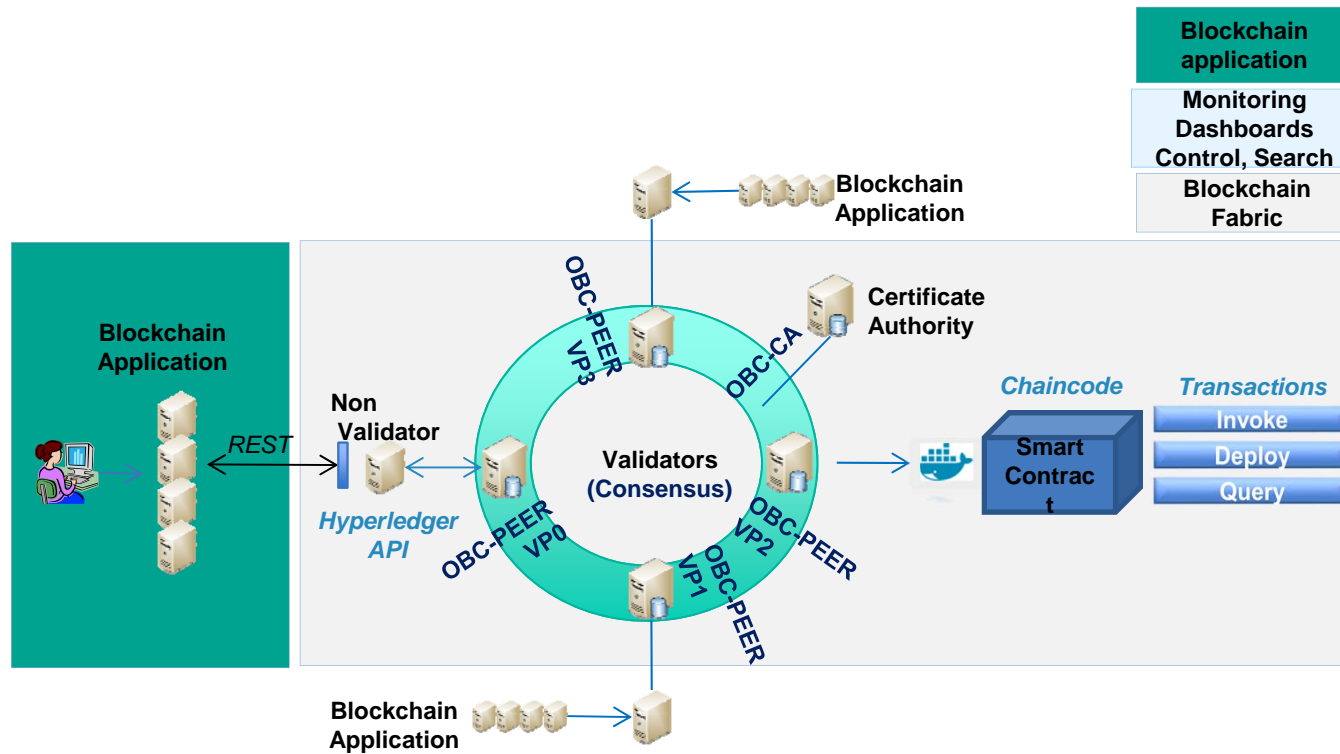 Blockchain
application
Monitoring
Dashboards
Control, Search
Blockchain
Fabric
Blockchain
Application
OBC-PEER
VP3
Certificate
Authority
OBC-CA
Blockchain
Application
REST
Non
Validator
Hyperledger
API
OBC-PEER
VP0
Validators
(Consensus)
OBC-PEER
VP2
OBC-PEER
VP1
Chaincode
Smart
Contrac
t
Transactions
Invoke
Deploy
Query
Blockchain
Application